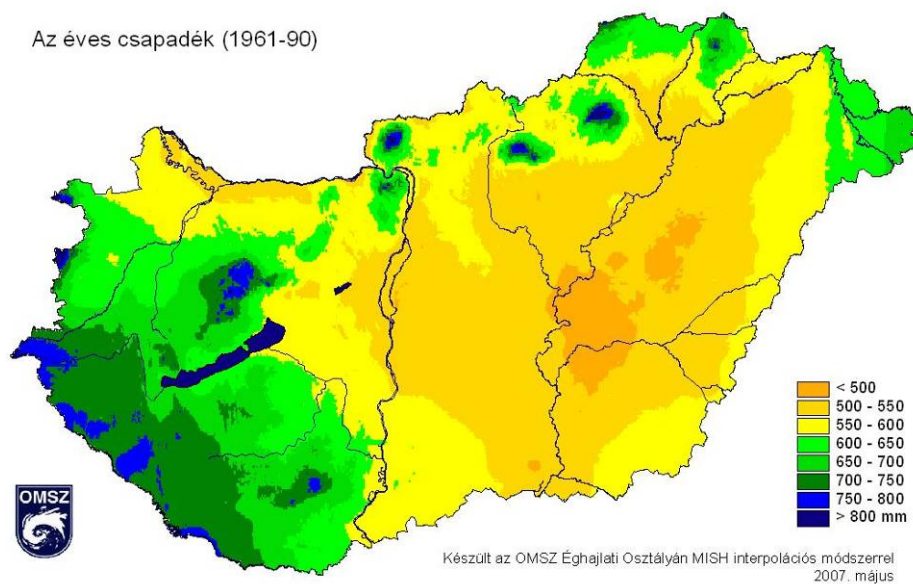 Az éves csapadék (1961-90)
< 500
500 - 550
550 - 600
600 - 650
650 - 700
700 - 750
750 - 800
> 800 mm
OMSZ
Készült az OMSZ Éghajlati Osztályán MISH interpolációs módszerrel
2007. május